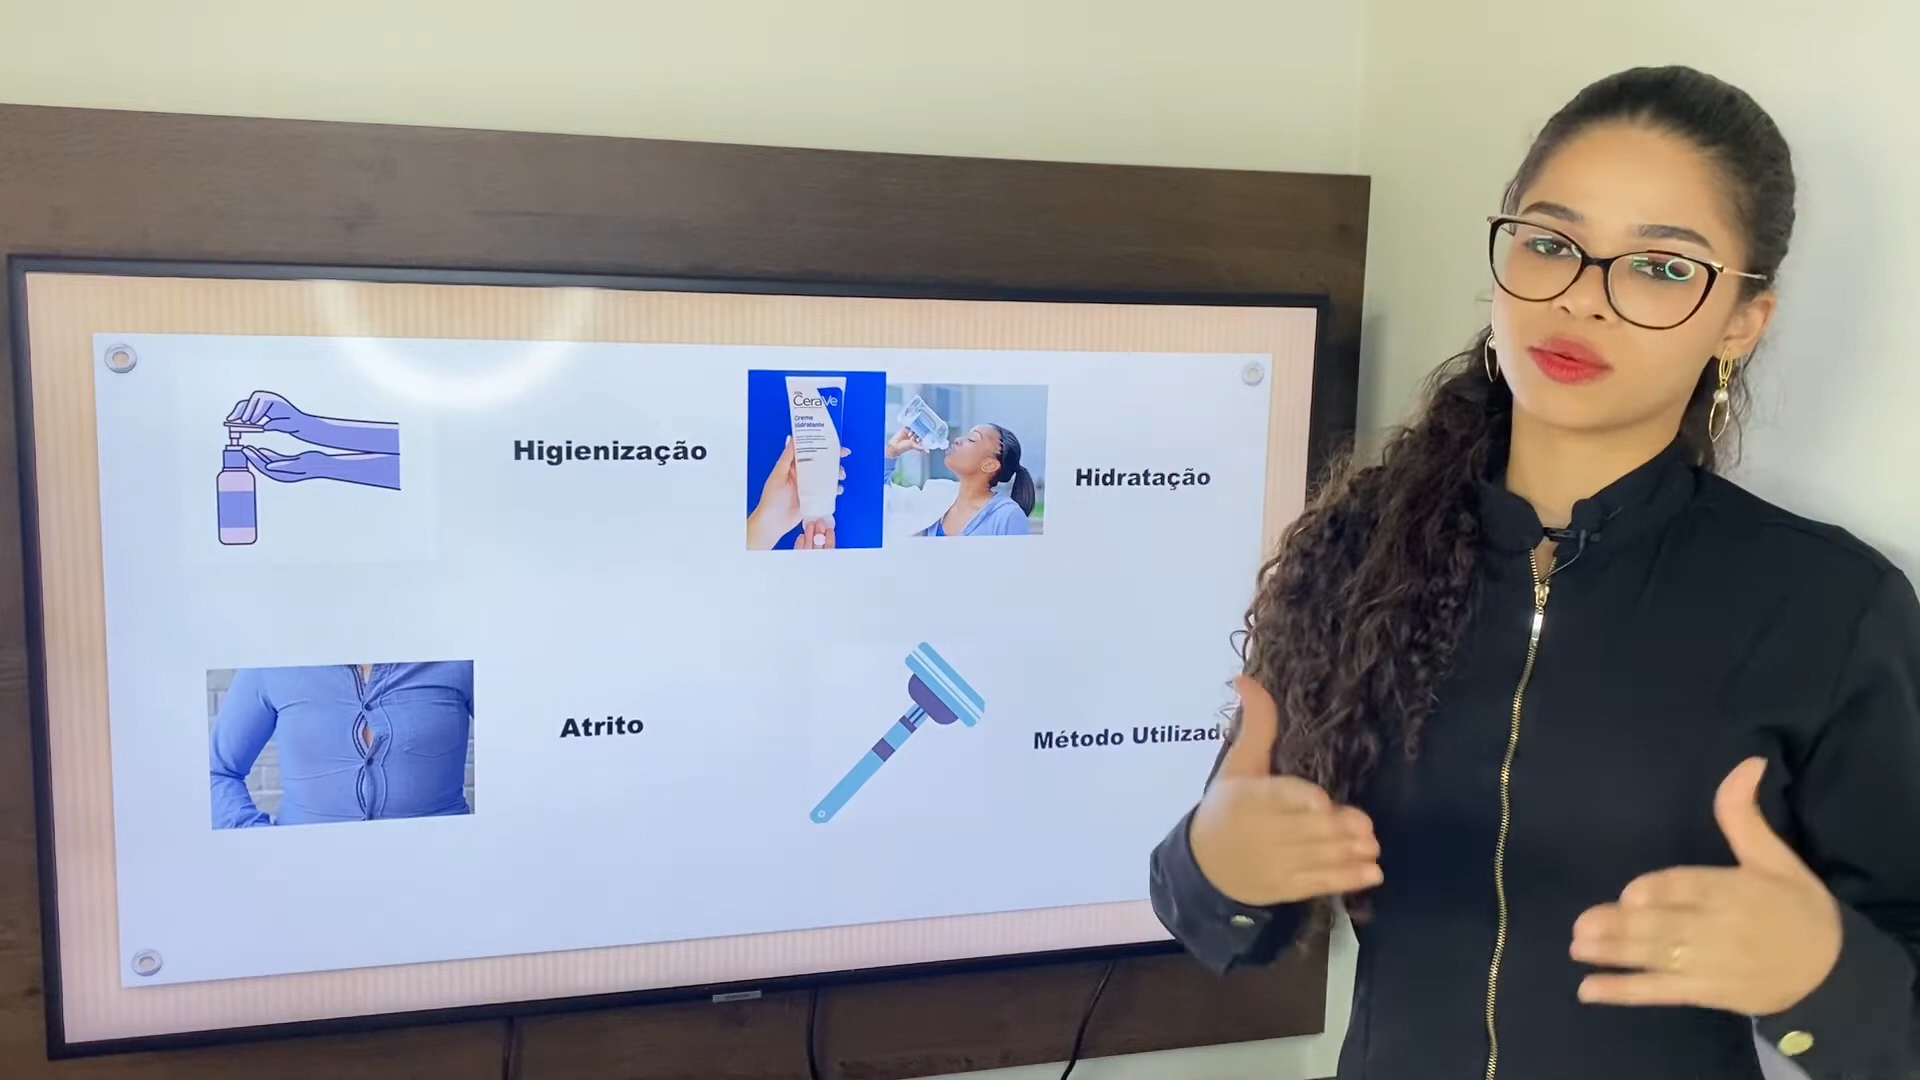 Higienização
CeraVe
Creme
Hidratante
Hidratação
Atrito
Método Utilizado